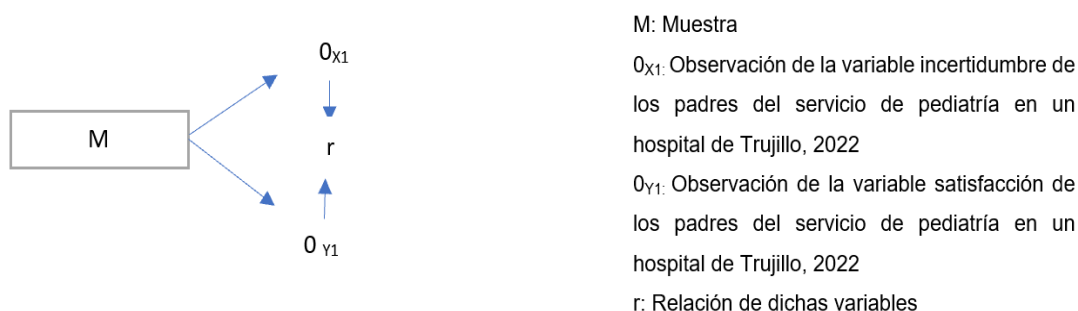 M
0X1
r
0 Y1
M: Muestra
0X1: Observación de la variable incertidumbre de
los padres del servicio de pediatría en un
hospital de Trujillo, 2022
0Y1: Observación de la variable satisfacción de
los padres del servicio de pediatría en un
hospital de Trujillo, 2022
r: Relación de dichas variables